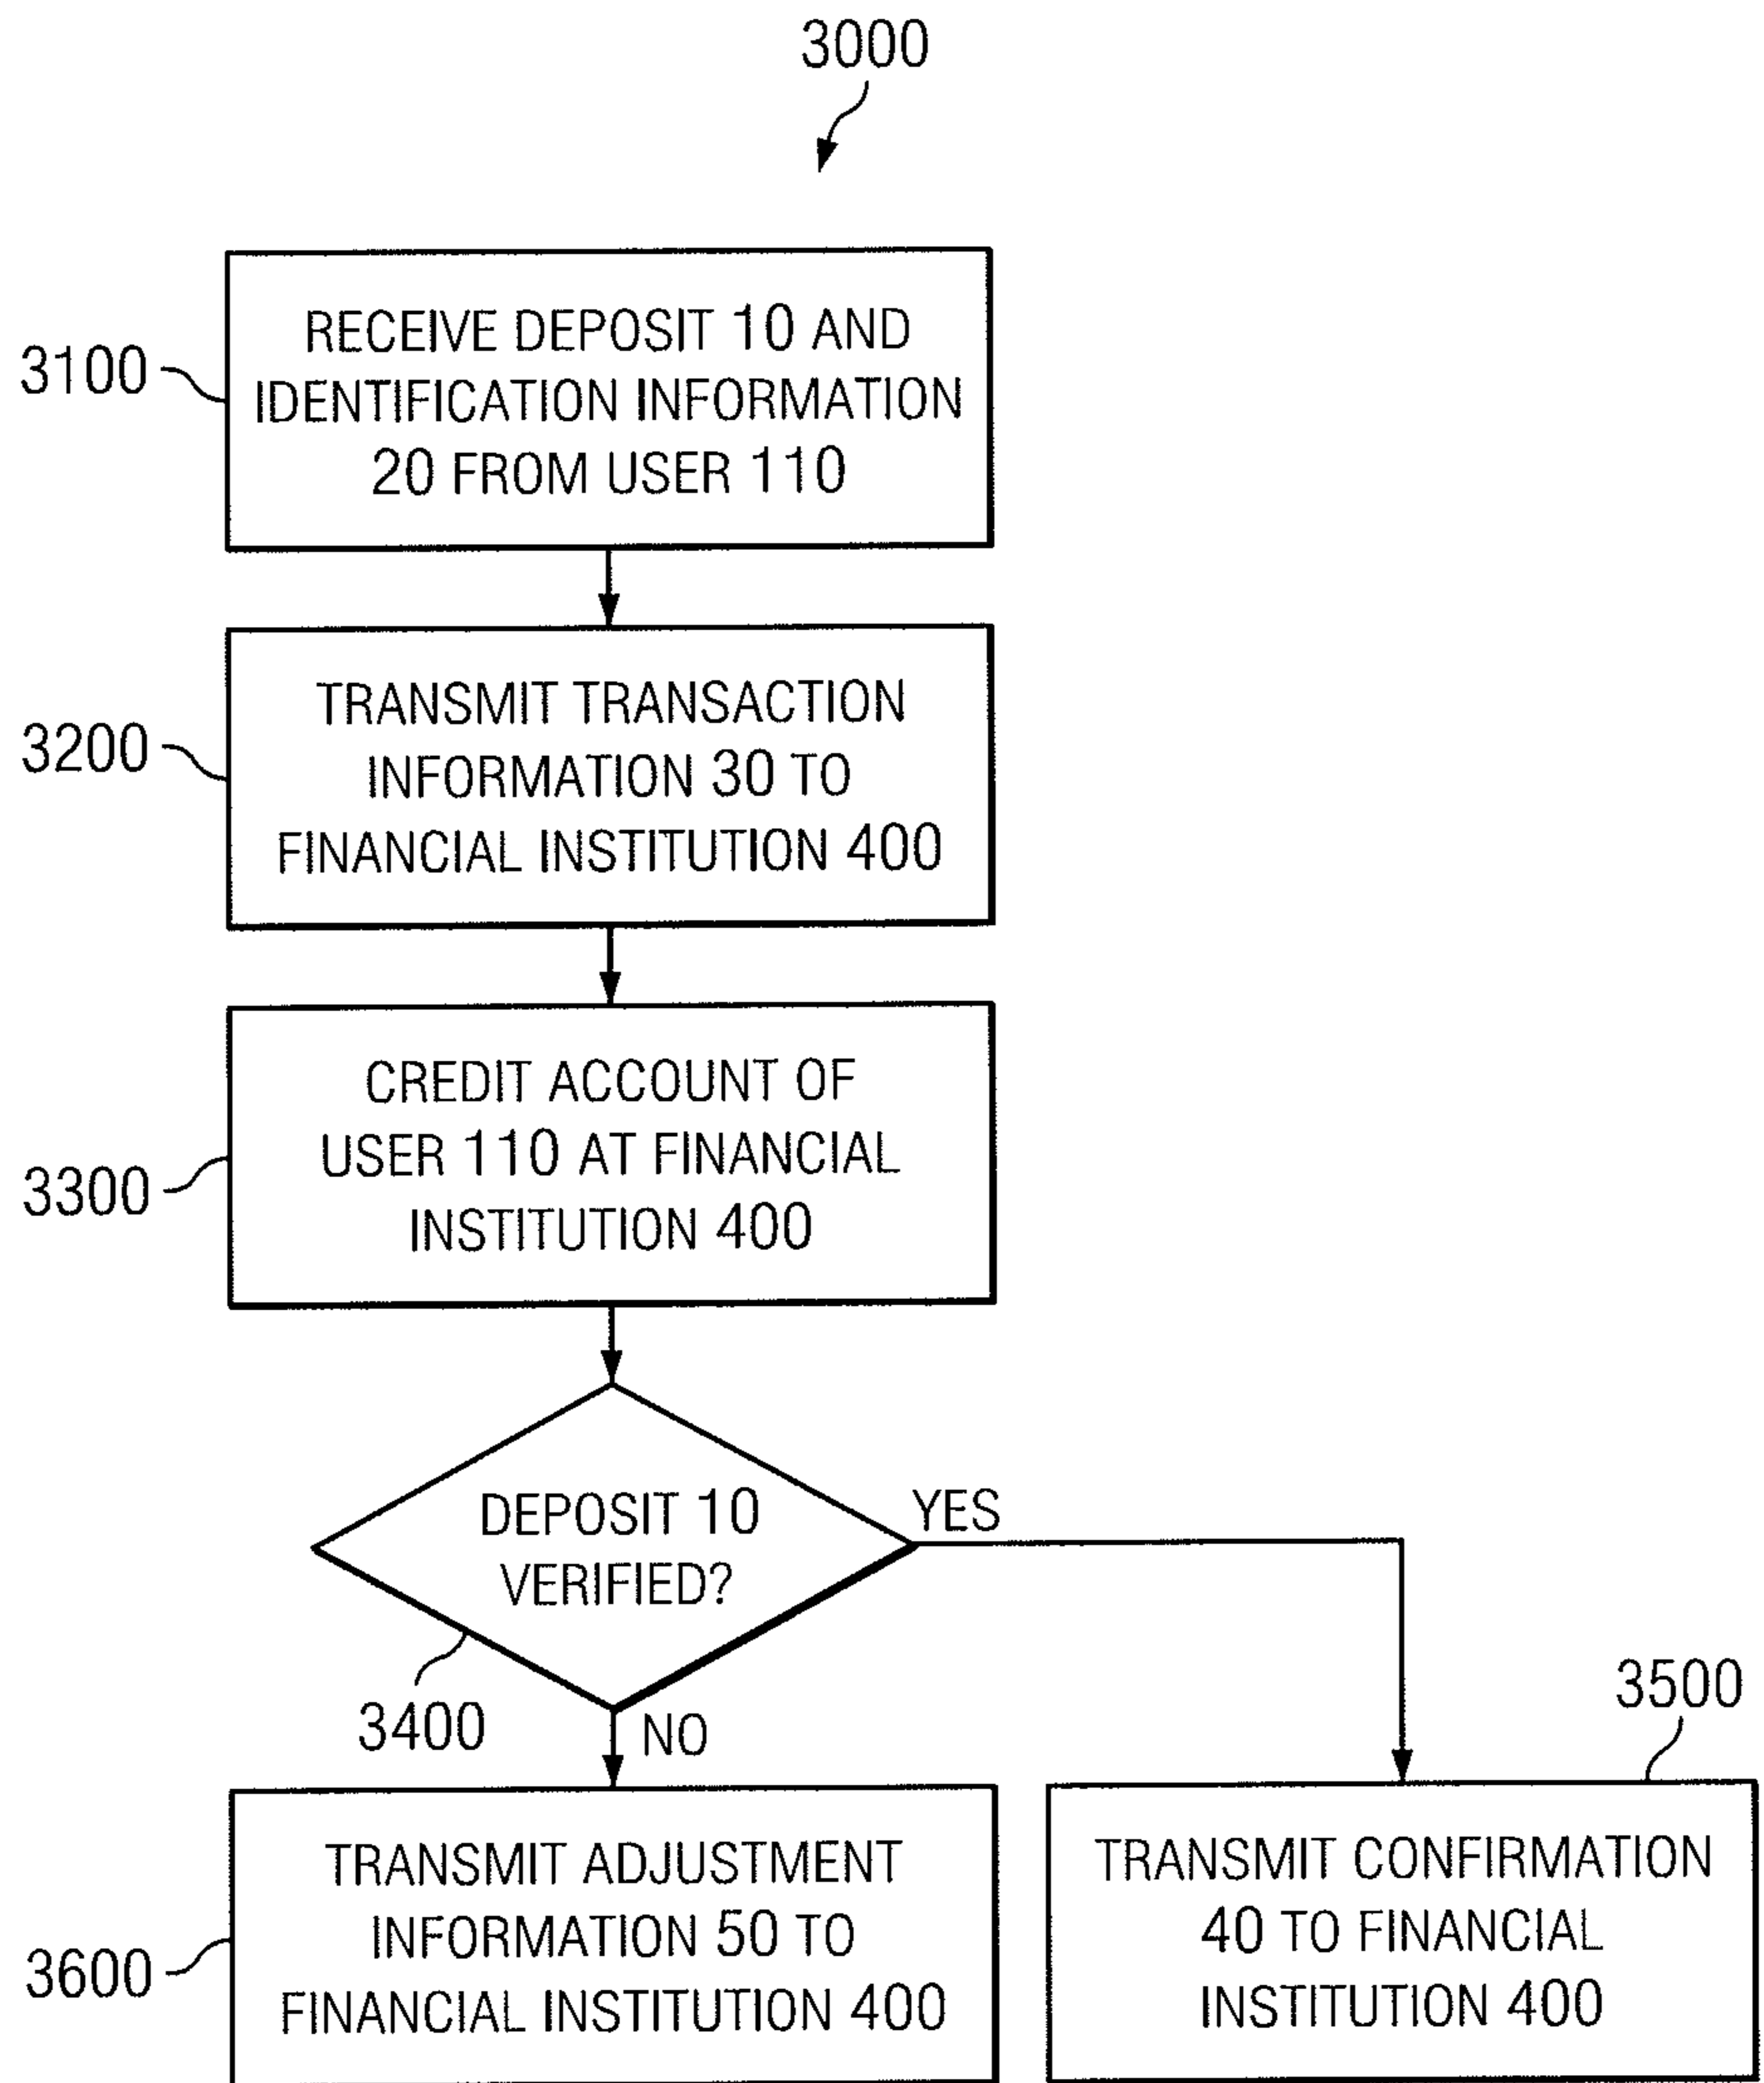 3000
3100
RECEIVE DEPOSIT 10 AND
IDENTIFICATION INFORMATION
20 FROM USER 110
3200
TRANSMIT TRANSACTION
INFORMATION 30 TO
FINANCIAL INSTITUTION 400
3300
CREDIT ACCOUNT OF
USER 110 AT FINANCIAL
INSTITUTION 400
DEPOSIT 10
VERIFIED?
YES
3400
NO
3500
3600
TRANSMIT ADJUSTMENT
INFORMATION 50 TO
FINANCIAL INSTITUTION 400
TRANSMIT CONFIRMATION
40 TO FINANCIAL
INSTITUTION 400